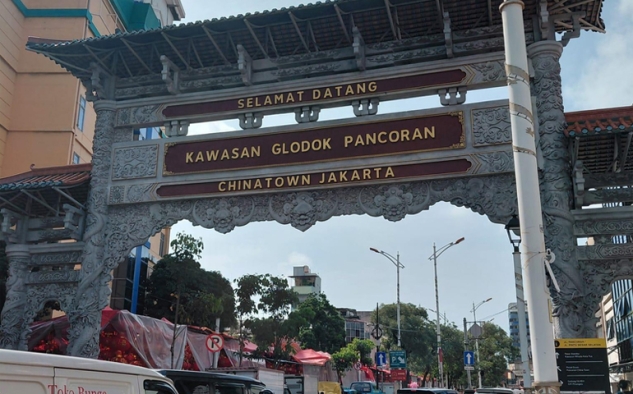 SELAMAT DATANG
KAWASAN GLODOK PANCORAN
CHINATOWN JAKARTA
Toko Bunga